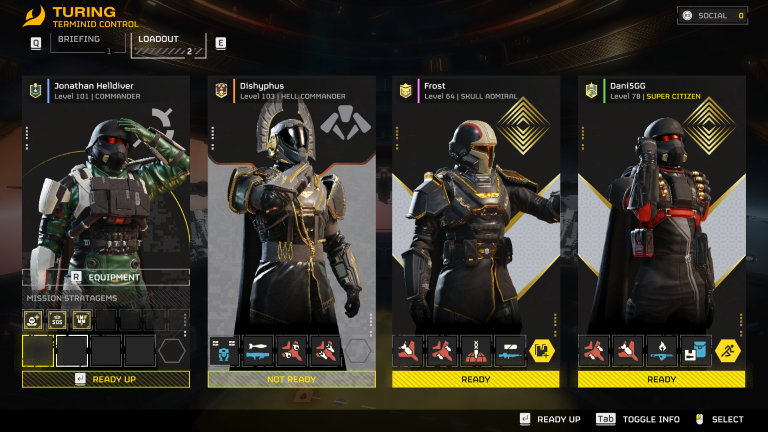 TURING
TERMINID CONTROL
SOCIAL 0
Q BRIEFING 1 LOADOUT 2 E
Jonathan Helldiver
Level 101 | COMMANDER
Dishyphus
Level 103 | HELL COMMANDER
Frost
Level 64 | SKULL ADMIRAL
DaniSGG
Level 78 | SUPER CITIZEN
R EQUIPMENT
MISSION STRATAGEMS
SOS
READY UP
NOT READY
READY
READY
READY UP Tab TOGGLE INFO SELECT